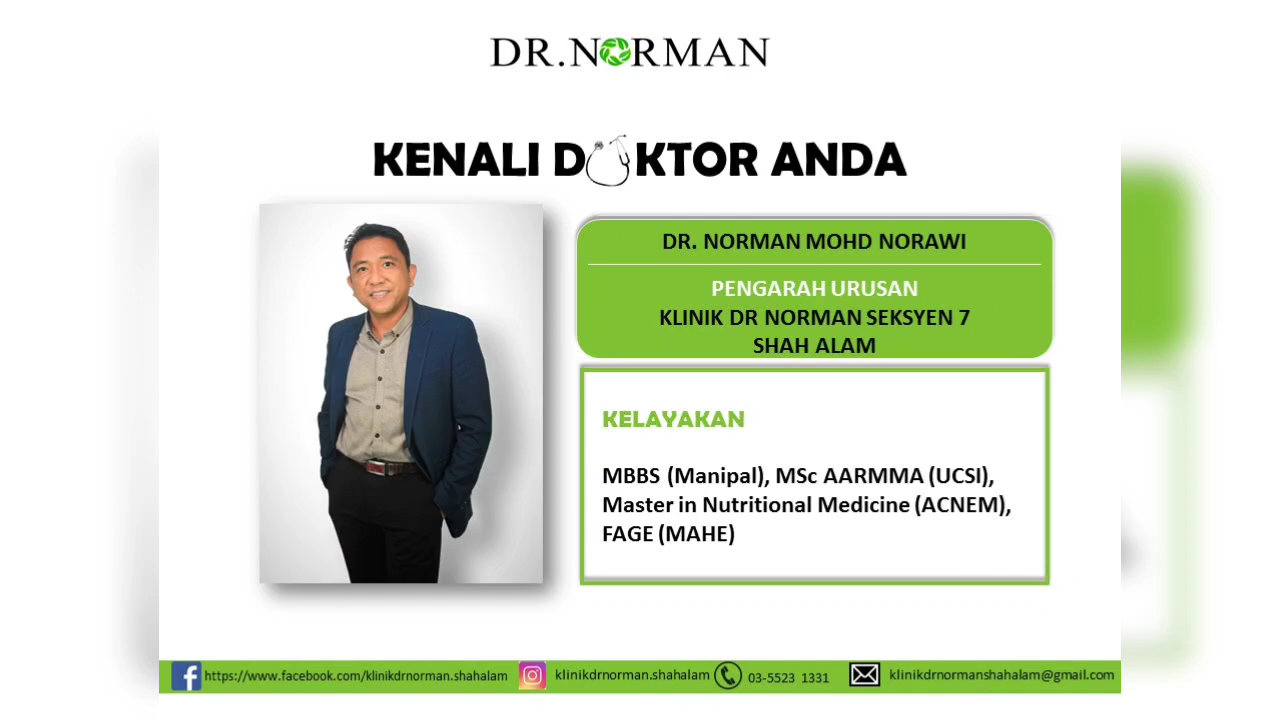 DR.NORMAN
KENALI DOKTOR ANDA
DR. NORMAN MOHD NORAWI
PENGARAH URUSAN
KLINIK DR NORMAN SEKSYEN 7
SHAH ALAM
KELAYAKAN
MBBS (Manipal), MSc AARMMA (UCSI),
Master in Nutritional Medicine (ACNEM),
FAGE (MAHE)
https://www.facebook.com/klinikdrnorman.shahalam klinikdrnorman.shahalam 03-5523 1331 klinikdrnormanshahalam@gmail.com